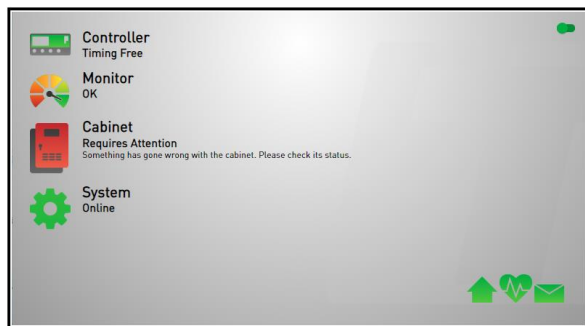 Controller
Timing Free
Monitor
OK
Cabinet
Requires Attention
Something has gone wrong with the cabinet. Please check its status.
System
Online